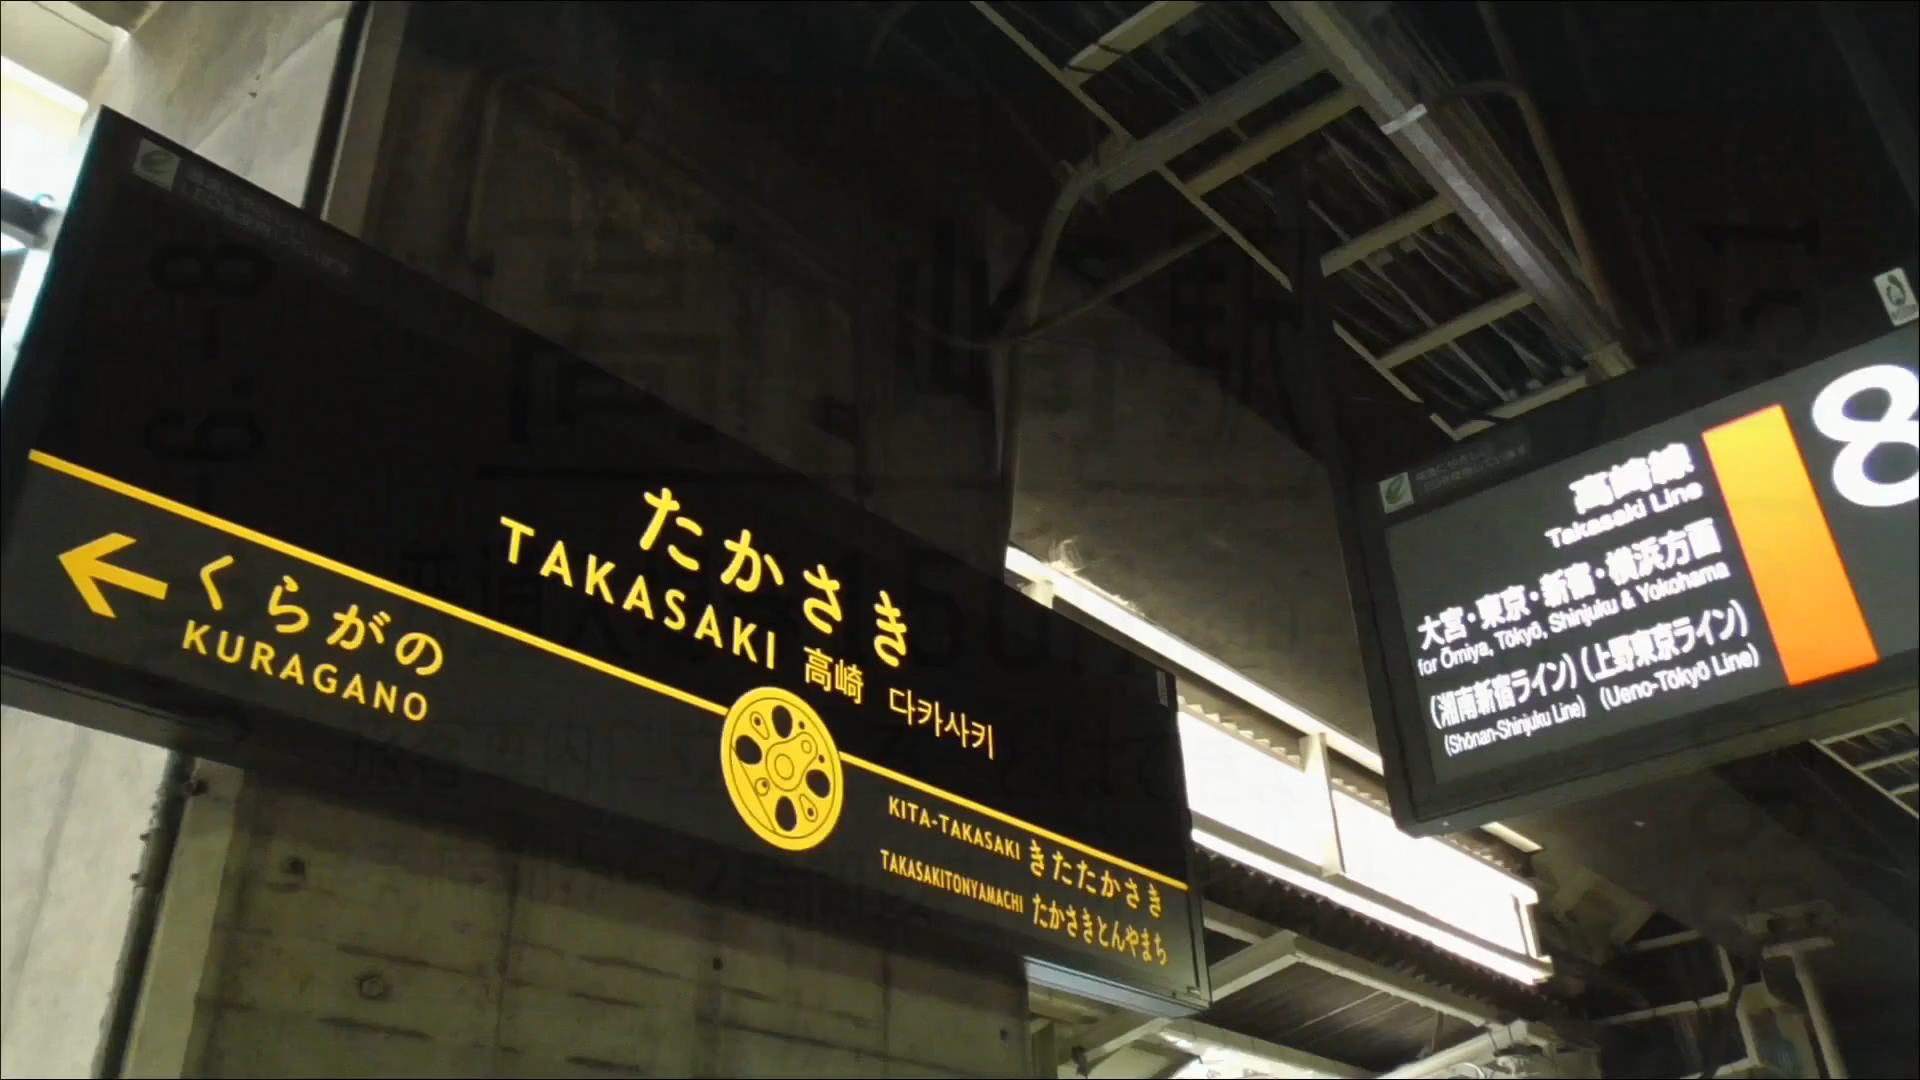 たかさき
TAKASAKI 高崎 다카사키
くらがの
KURAGANO
KITA-TAKASAKI きたたかさき
TAKASAKITONYAMACHI たかさきとんやまち
8
高崎線
Takasaki Line
大宮・東京・新宿・横浜方面
for Ōmiya, Tōkyō, Shinjuku & Yokohama
(湘南新宿ライン) (上野東京ライン)
(Shōnan-Shinjuku Line) (Ueno-Tōkyō Line)